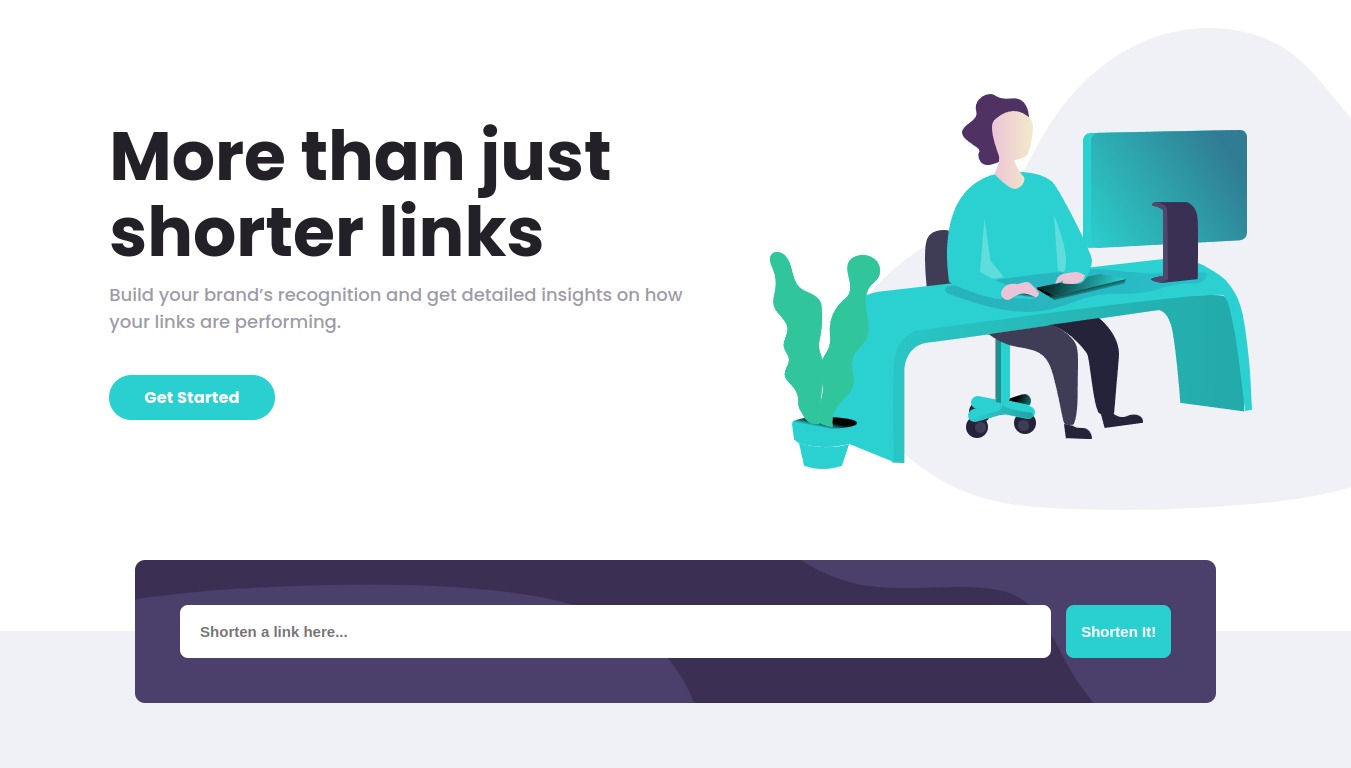 More than just
shorter links
Build your brand’s recognition and get detailed insights on how
your links are performing.
Get Started
Shorten a link here...
Shorten It!